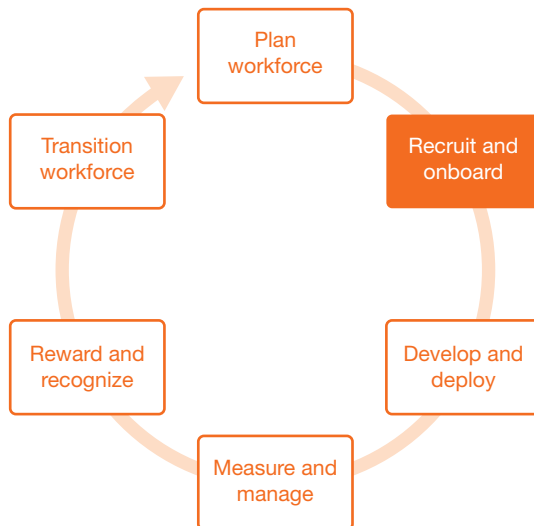 Plan
workforce
Recruit and
onboard
Develop and
deploy
Measure and
manage
Reward and
recognize
Transition
workforce